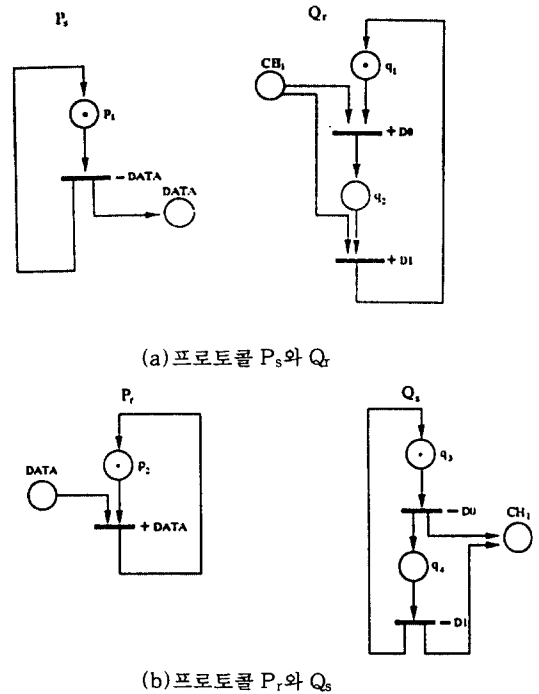 Pₛ
Qᵣ
CH₁
q₁
P₁
+ D0
− DATA
DATA
q₂
+ D1
(a)프로토콜 Pₛ와 Qᵣ
Pᵣ
Qₛ
DATA
P₂
q₃
+ DATA
− D0
CH₁
q₄
− D1
(b)프로토콜 Pᵣ와 Qₛ